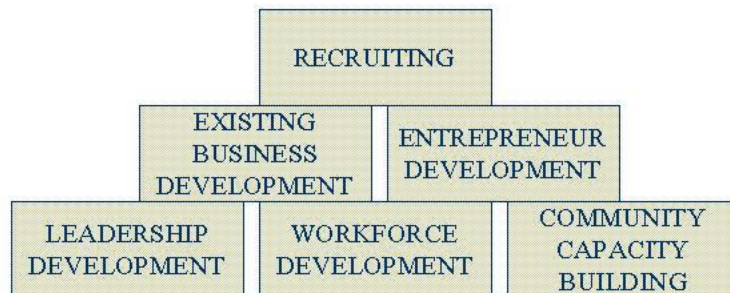 RECRUITING
EXISTING
BUSINESS
DEVELOPMENT
ENTREPRENEUR
DEVELOPMENT
LEADERSHIP
DEVELOPMENT
WORKFORCE
DEVELOPMENT
COMMUNITY
CAPACITY
BUILDING